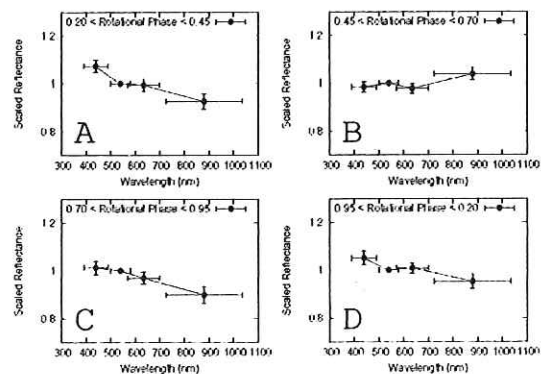 0.20 < Rotational Phase < 0.45
Scaled Reflectance
1.2
1
0.8
A
300 400 500 600 700 800 900 1000 1100
Wavelength (nm)
0.45 < Rotational Phase < 0.70
Scaled Reflectance
1.2
1
0.8
B
300 400 500 600 700 800 900 1000 1100
Wavelength (nm)
0.70 < Rotational Phase < 0.95
Scaled Reflectance
1.2
1
0.8
C
300 400 500 600 700 800 900 1000 1100
Wavelength (nm)
0.95 < Rotational Phase < 0.20
Scaled Reflectance
1.2
1
0.8
D
300 400 500 600 700 800 900 1000 1100
Wavelength (nm)